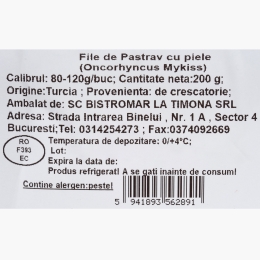 File de Pastrav cu piele
(Oncorhyncus Mykiss)
Calibrul: 80-120g/buc; Cantitate neta:200 g;
Origine:Turcia ; Provenienta: de crescatorie;
Ambalat de: SC BISTROMAR LA TIMONA SRL
Adresa: Strada Intrarea Binelui , Nr. 1 A , Sector 4
Bucuresti;Tel: 0314254273 ; Fax:0374092669
RO
F393
EC
Temperatura de depozitare: 0/+4°C;
Lot:
Expira la data de:
Produs refrigerat! A se gati inainte de consum!
Contine alergen:peste!
5 941893 562891